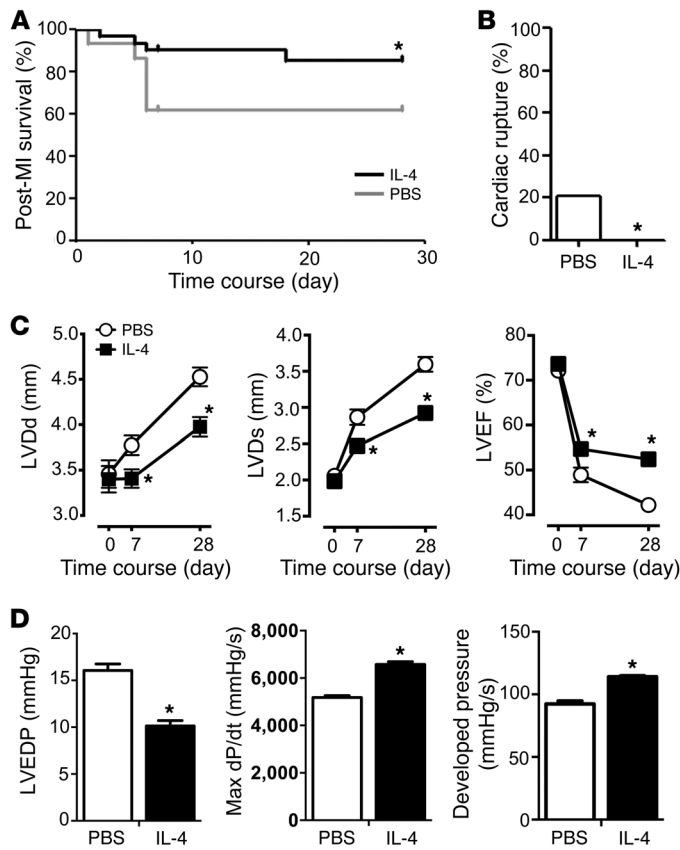 A
Post-MI survival (%)
100
80
60
40
20
0
*
IL-4
PBS
0 10 20 30
Time course (day)
B
Cardiac rupture (%)
100
80
60
40
20
0
*
PBS IL-4
C
LVDd (mm)
5.0
4.5
4.0
3.5
3.0
PBS
IL-4
*
*
0 7 28
Time course (day)
LVDs (mm)
4.0
3.5
3.0
2.5
2.0
1.5
*
*
0 7 28
Time course (day)
LVEF (%)
80
70
60
50
40
*
*
0 7 28
Time course (day)
D
LVEDP (mmHg)
20
15
10
5
0
*
PBS IL-4
Max dP/dt (mmHg/s)
8,000
6,000
4,000
2,000
0
*
PBS IL-4
Developed pressure
(mmHg/s)
150
100
50
0
*
PBS IL-4